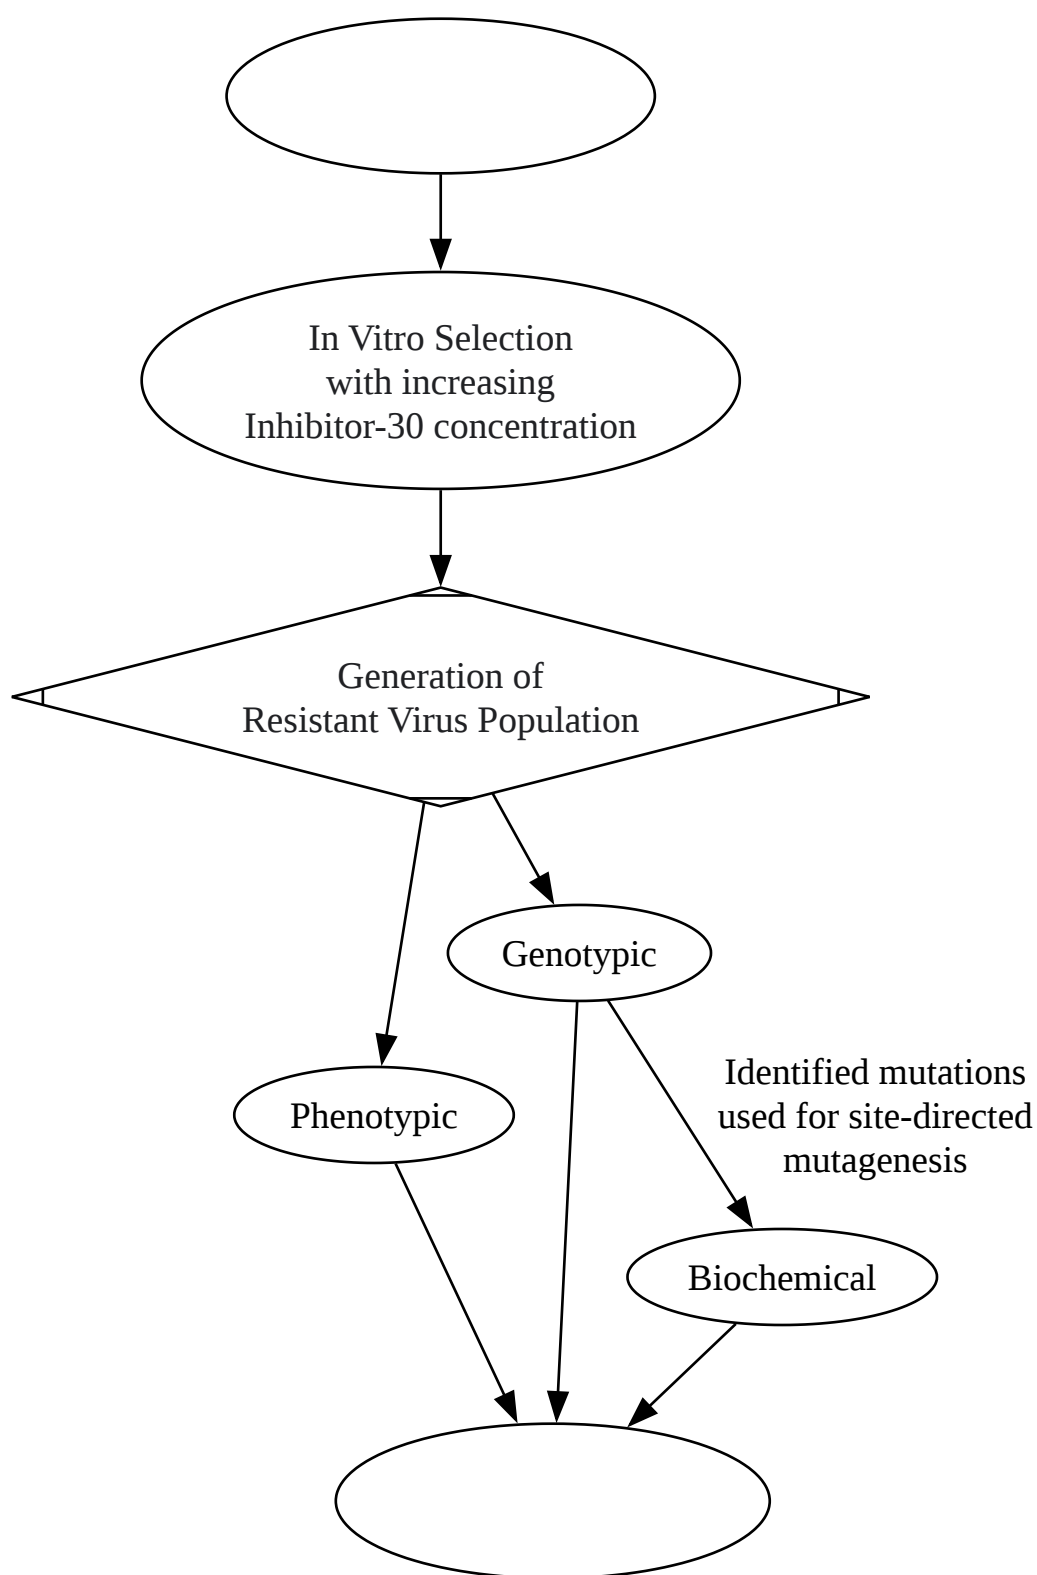 In Vitro Selection
with increasing
Inhibitor-30 concentration
Generation of
Resistant Virus Population
Genotypic
Identified mutations
used for site-directed
mutagenesis
Phenotypic
Biochemical